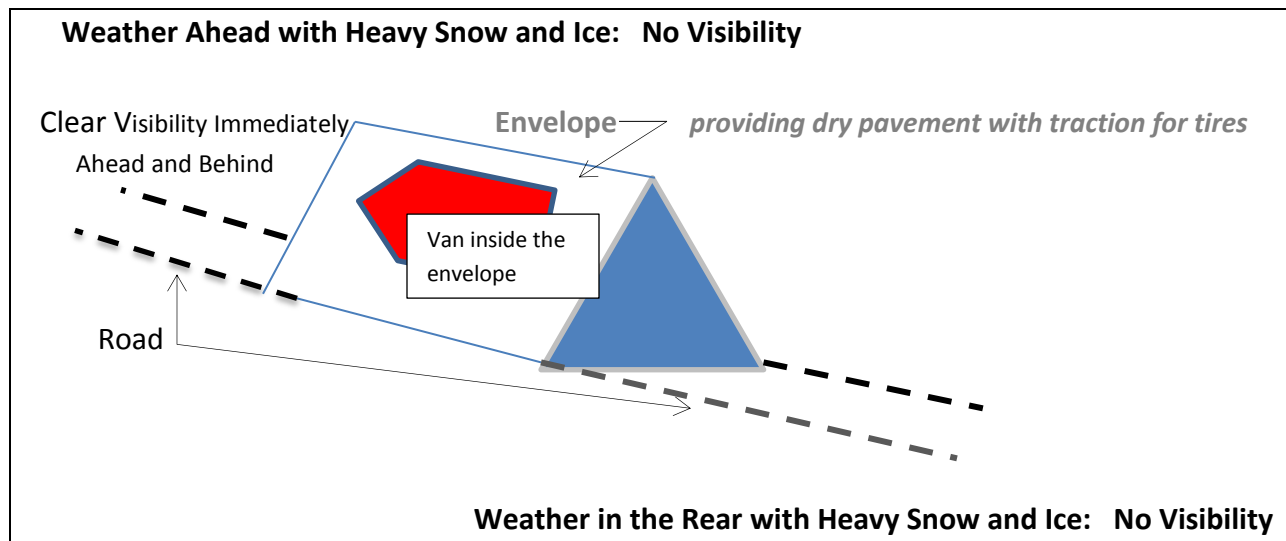 Weather Ahead with Heavy Snow and Ice: No Visibility
Clear Visibility Immediately
Ahead and Behind
Envelope
providing dry pavement with traction for tires
Van inside the
envelope
Road
Weather in the Rear with Heavy Snow and Ice: No Visibility